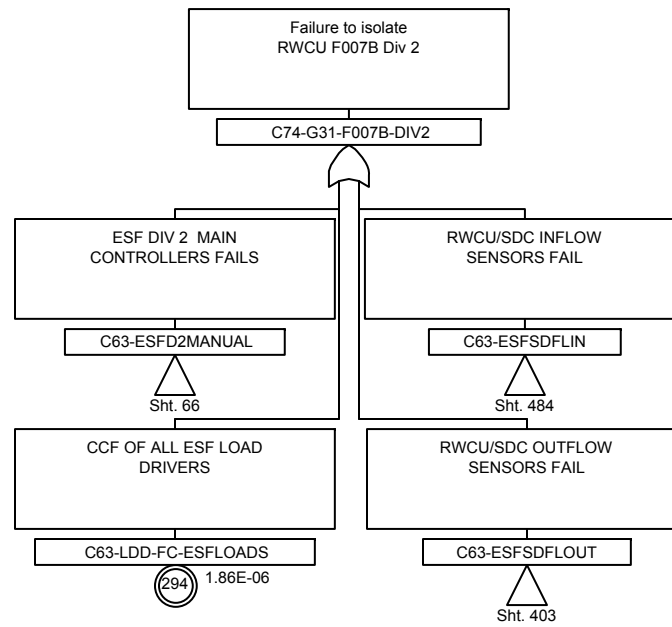 Failure to isolate
RWCU F007B Div 2
C74-G31-F007B-DIV2
ESF DIV 2 MAIN
CONTROLLERS FAILS
C63-ESFD2MANUAL
Sht. 66
RWCU/SDC INFLOW
SENSORS FAIL
C63-ESFSDFLIN
Sht. 484
CCF OF ALL ESF LOAD
DRIVERS
C63-LDD-FC-ESFLOADS
294
1.86E-06
RWCU/SDC OUTFLOW
SENSORS FAIL
C63-ESFSDFLOUT
Sht. 403